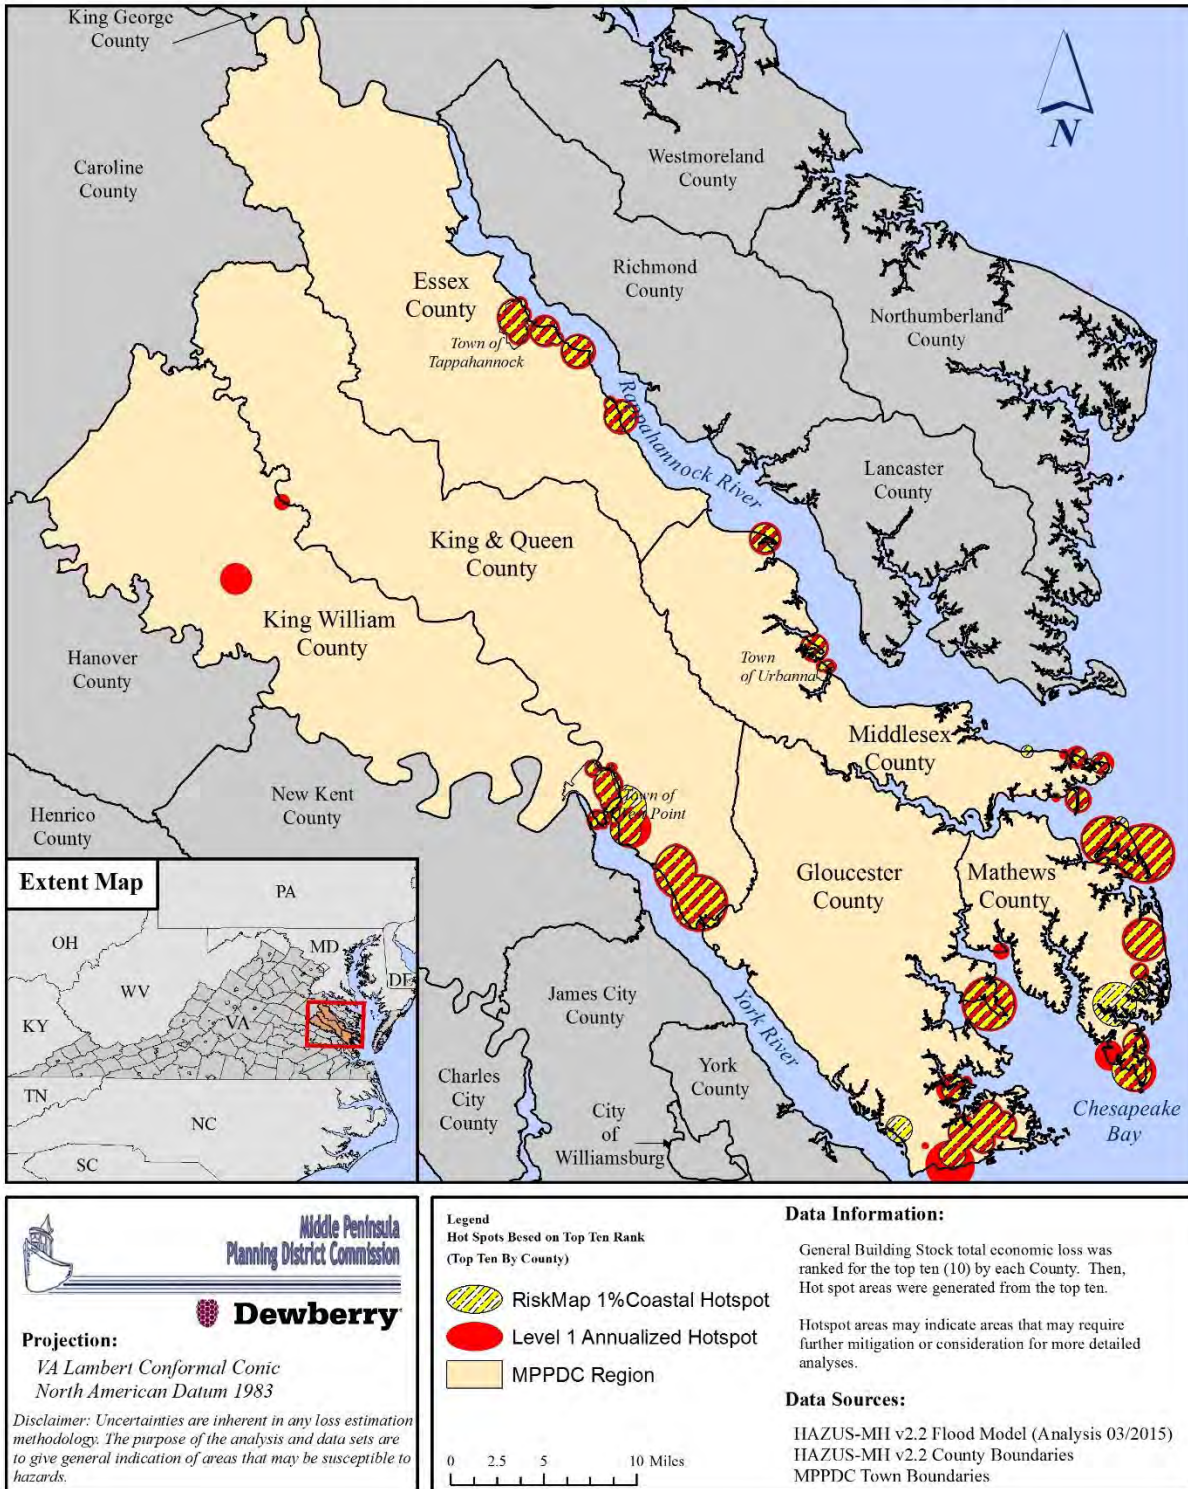 King George
County
N
Caroline
County
Westmoreland
County
Richmond
County
Northumberland
County
Essex
County
Town of
Tappahannock
Rappahannock River
Lancaster
County
King & Queen
County
King William
County
Hanover
County
Town
of Urbanna
Middlesex
County
New Kent
County
Henrico
County
Town of
West Point
Gloucester
County
Mathews
County
James City
County
York River
York
County
Charles
City
County
City
of
Williamsburg
Chesapeake
Bay
Extent Map
PA
OH
MD
DE
WV
KY
VA
TN
NC
SC
Middle Peninsula
Planning District Commission
Dewberry
Projection:
VA Lambert Conformal Conic
North American Datum 1983
Disclaimer: Uncertainties are inherent in any loss estimation
methodology. The purpose of the analysis and data sets are
to give general indication of areas that may be susceptible to
hazards.
Legend
Hot Spots Besed on Top Ten Rank
(Top Ten By County)
RiskMap 1%Coastal Hotspot
Level 1 Annualized Hotspot
MPPDC Region
0 2.5 5 10 Miles
Data Information:
General Building Stock total economic loss was
ranked for the top ten (10) by each County. Then,
Hot spot areas were generated from the top ten.
Hotspot areas may indicate areas that may require
further mitigation or consideration for more detailed
analyses.
Data Sources:
HAZUS-MH v2.2 Flood Model (Analysis 03/2015)
HAZUS-MH v2.2 County Boundaries
MPPDC Town Boundaries